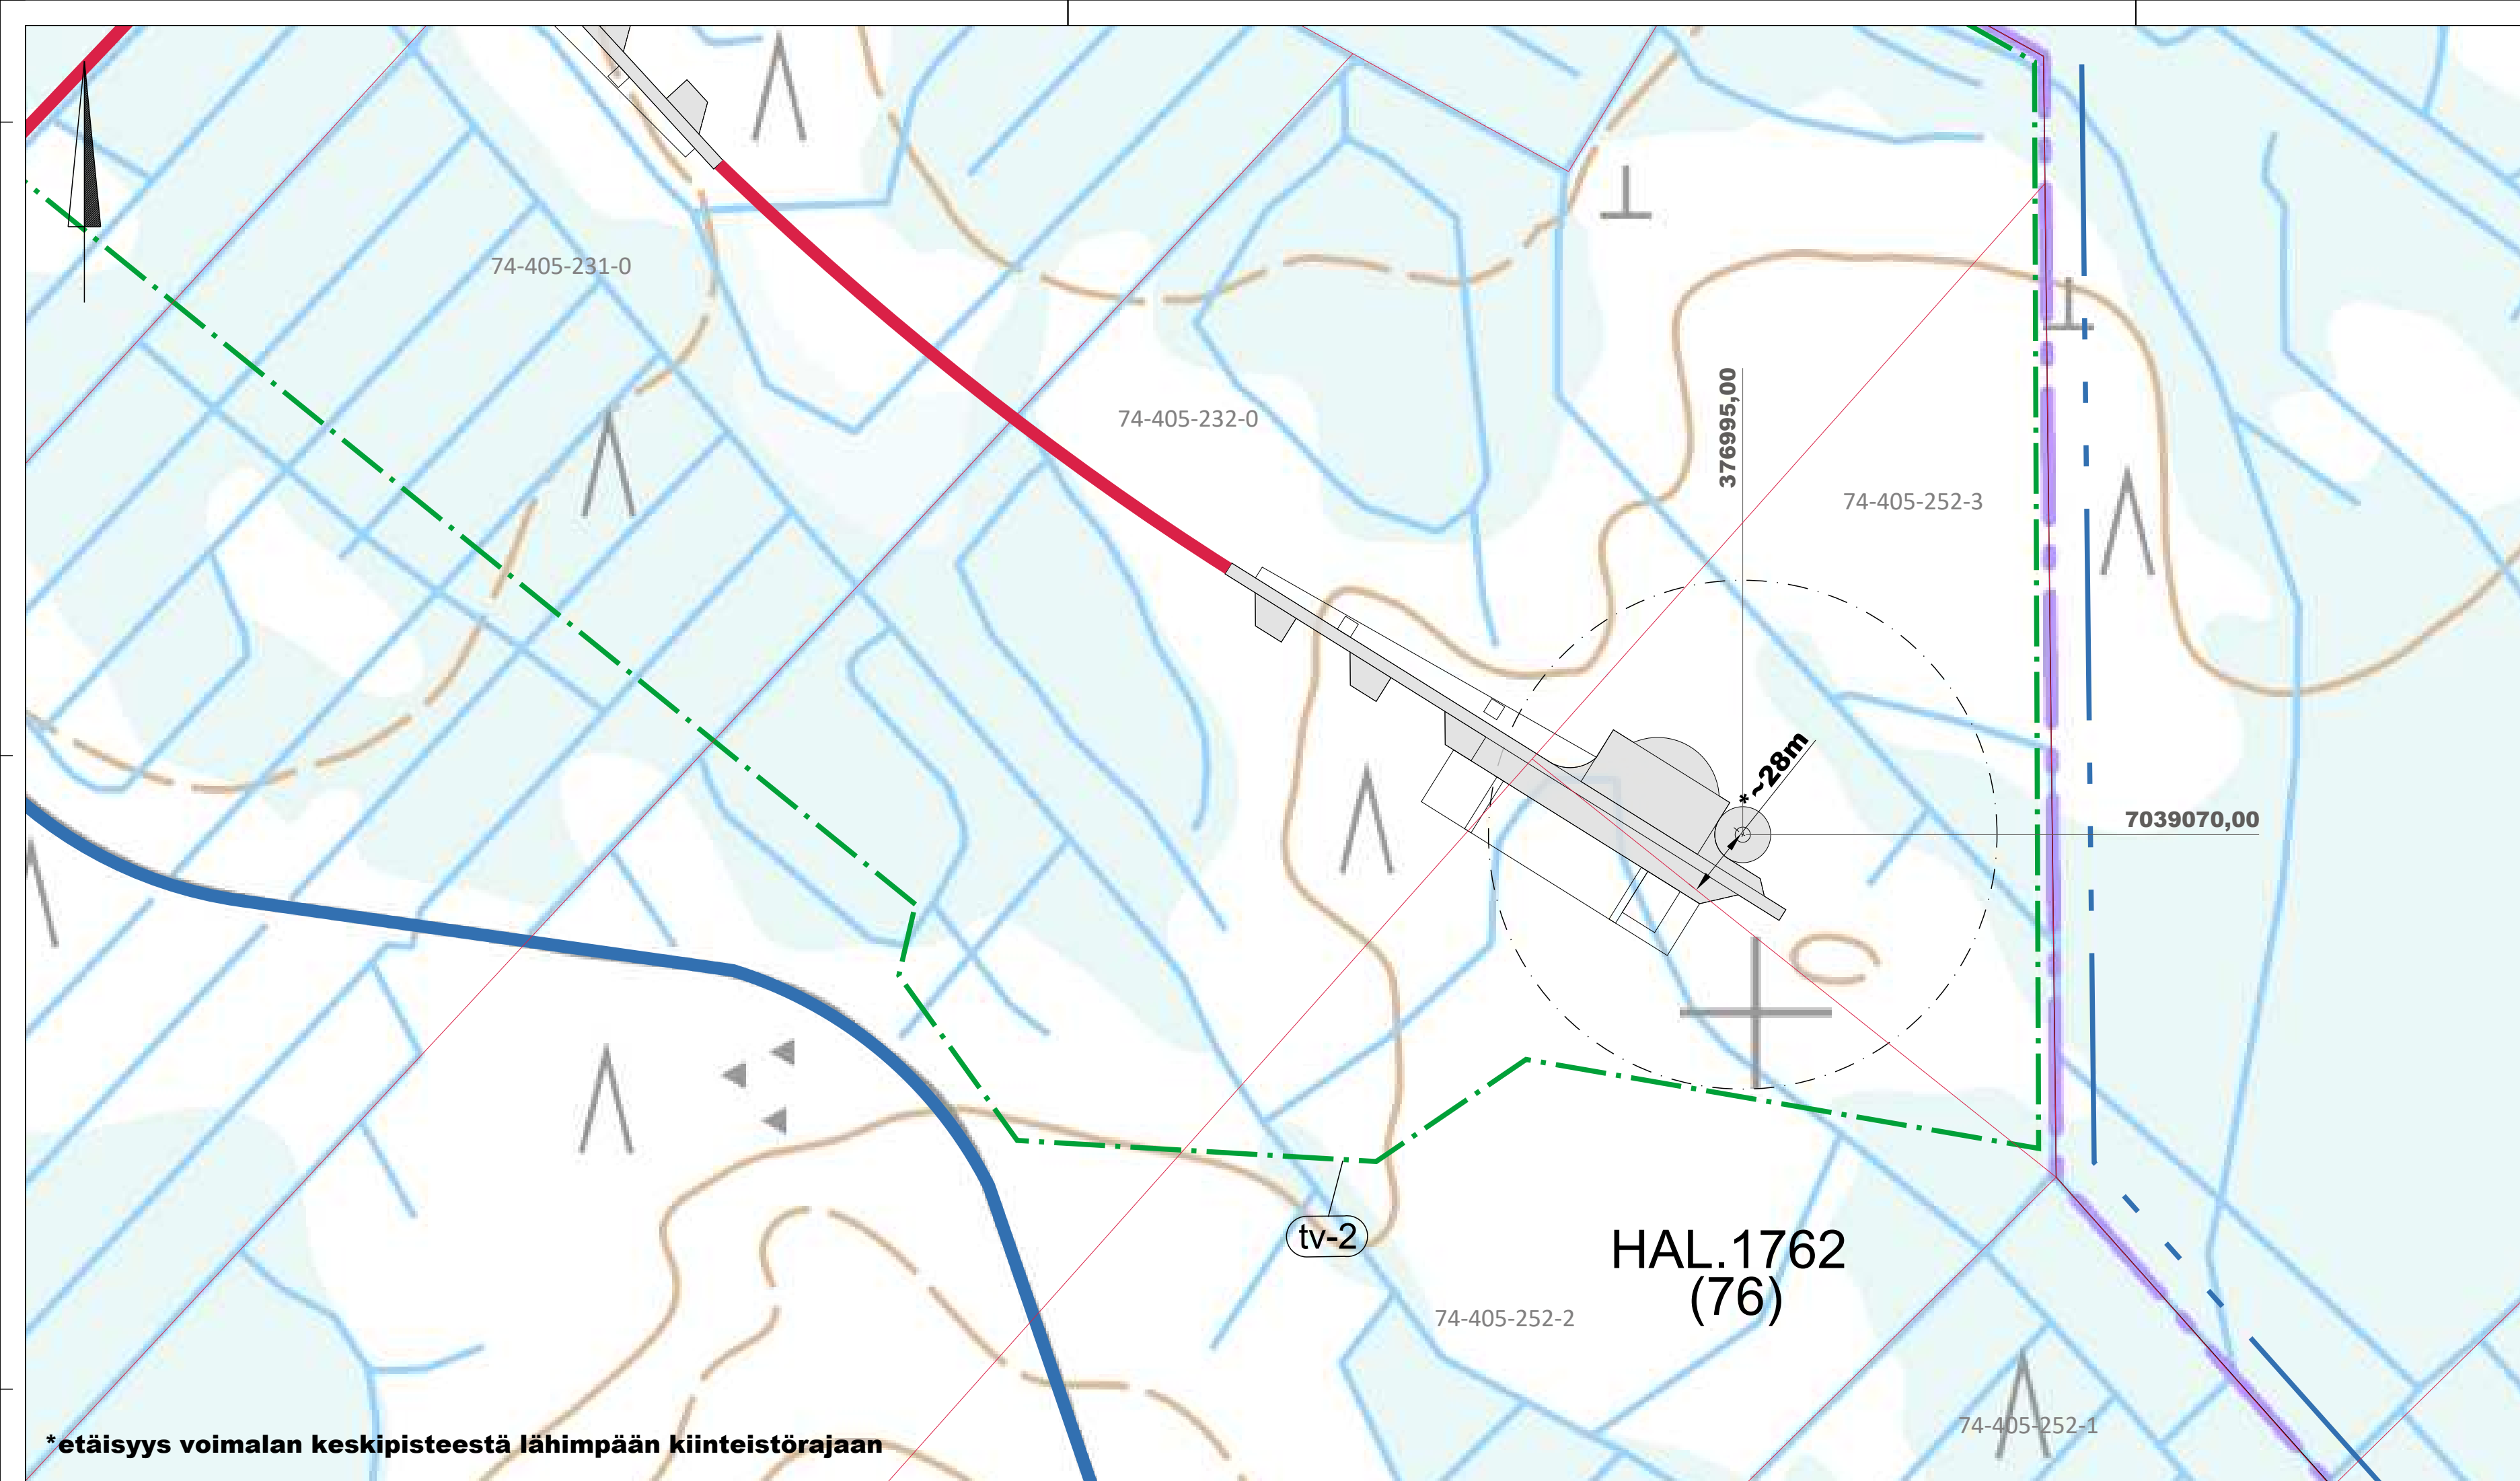 74-405-231-0
74-405-232-0
376995,00
74-405-252-3
*~28m
7039070,00
tv-2
HAL.1762
(76)
74-405-252-2
74-405-252-1
*etäisyys voimalan keskipisteestä lähimpään kiinteistörajaan